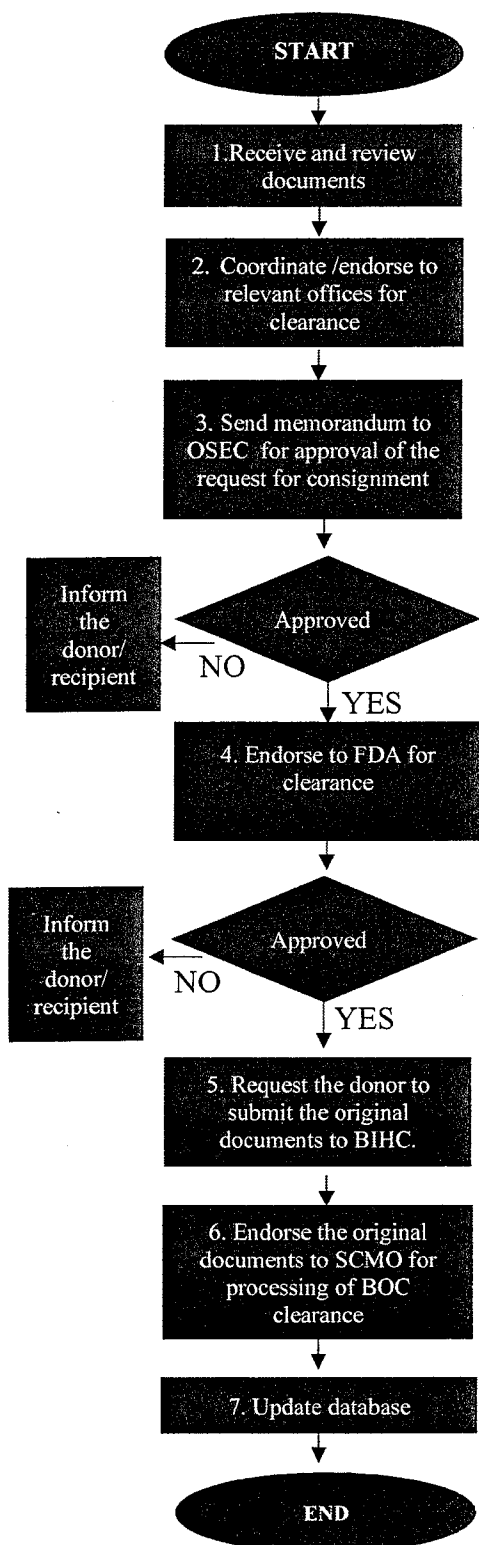 START
1.Receive and review
documents
2. Coordinate /endorse to
relevant offices for
clearance
3. Send memorandum to
OSEC for approval of the
request for consignment
Approved
Inform
the
donor/
recipient
NO
YES
4. Endorse to FDA for
clearance
Approved
Inform
the
donor/
recipient
NO
YES
5. Request the donor to
submit the original
documents to BIHC.
6. Endorse the original
documents to SCMO for
processing of BOC
clearance
7. Update database
END